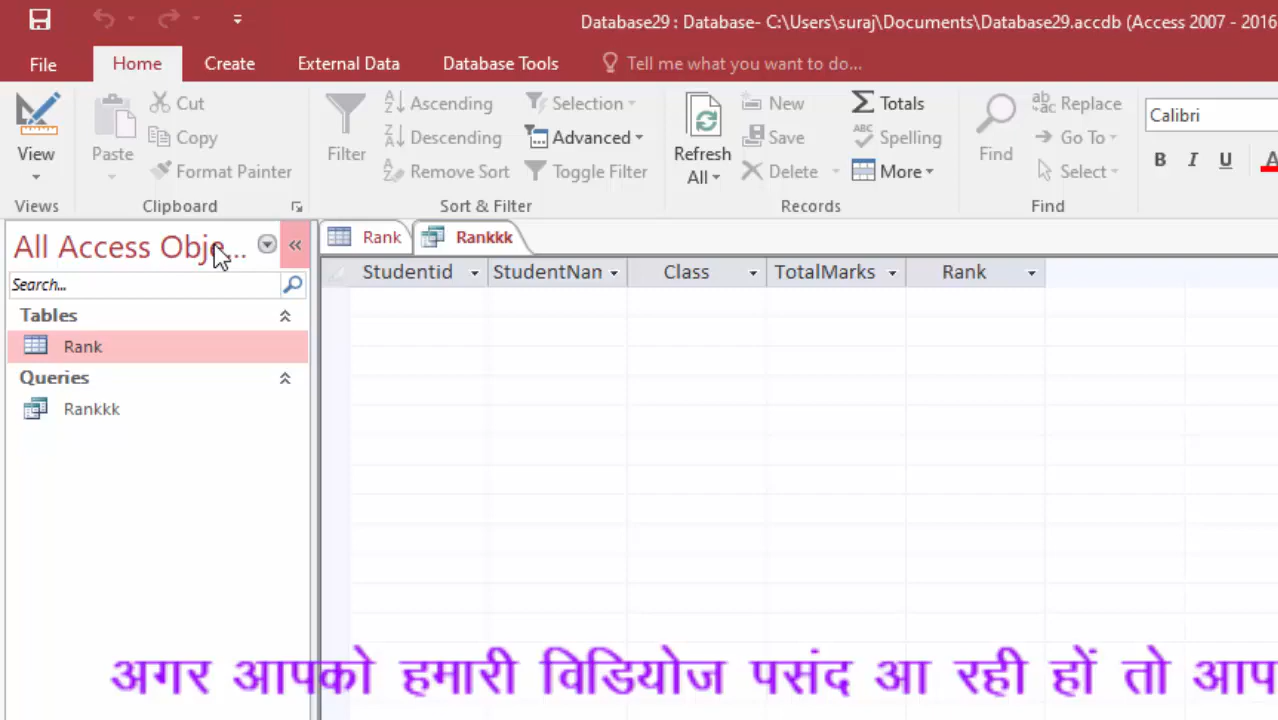 Database29 : Database- C:\Users\suraj\Documents\Database29.accdb (Access 2007 - 2016
File Home Create External Data Database Tools Tell me what you want to do...
View
Paste
Cut
Copy
Format Painter
Filter
Ascending
Descending
Remove Sort
Selection
Advanced
Toggle Filter
Refresh
All
New
Save
Delete
Totals
Spelling
More
Find
Replace
Go To
Select
Calibri
B I U A
Views Clipboard Sort & Filter Records Find
All Access Obje...
Search...
Tables
Rank
Queries
Rankkk
Rank Rankkk
Studentid StudentNan Class TotalMarks Rank
अगर आपको हमारी विडियोज पसंद आ रही हों तो आप